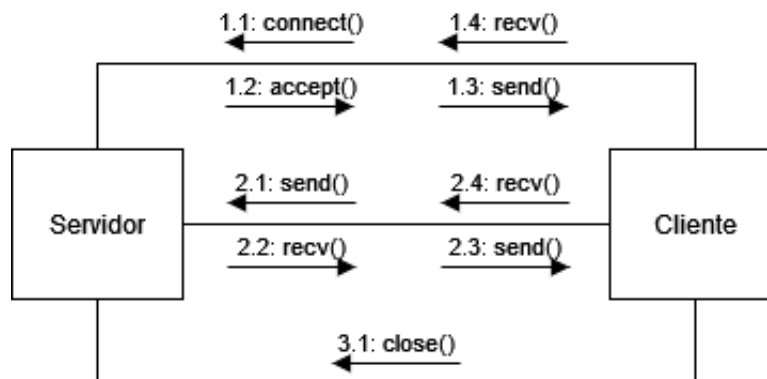 1.1: connect() 1.4: recv()
1.2: accept() 1.3: send()
2.1: send() 2.4: recv()
Servidor Cliente
2.2: recv() 2.3: send()
3.1: close()